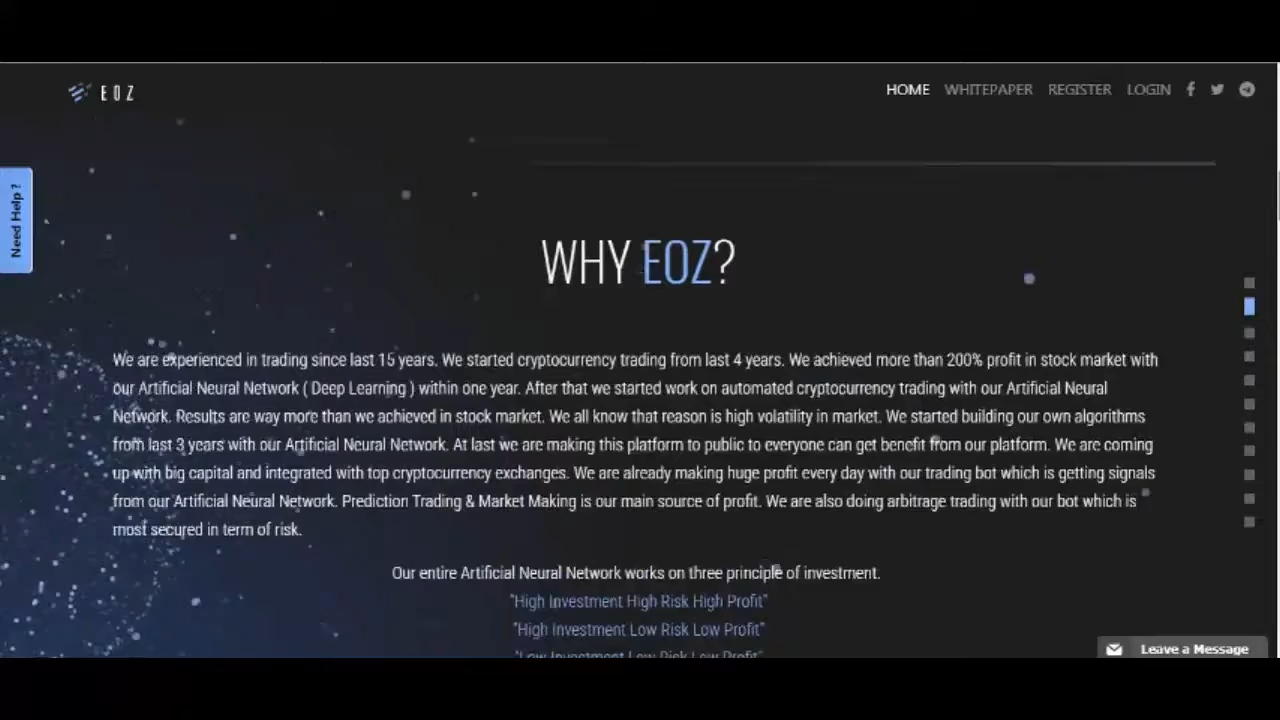 EOZ
HOME WHITEPAPER REGISTER LOGIN
Need Help ?
WHY EOZ?
We are experienced in trading since last 15 years. We started cryptocurrency trading from last 4 years. We achieved more than 200% profit in stock market with
our Artificial Neural Network ( Deep Learning ) within one year. After that we started work on automated cryptocurrency trading with our Artificial Neural
Network. Results are way more than we achieved in stock market. We all know that reason is high volatility in market. We started building our own algorithms
from last 3 years with our Artificial Neural Network. At last we are making this platform to public to everyone can get benefit from our platform. We are coming
up with big capital and integrated with top cryptocurrency exchanges. We are already making huge profit every day with our trading bot which is getting signals
from our Artificial Neural Network. Prediction Trading & Market Making is our main source of profit. We are also doing arbitrage trading with our bot which is
most secured in term of risk.
Our entire Artificial Neural Network works on three principle of investment.
"High Investment High Risk High Profit"
"High Investment Low Risk Low Profit"
"Low Investment Low Risk Low Profit"
Leave a Message